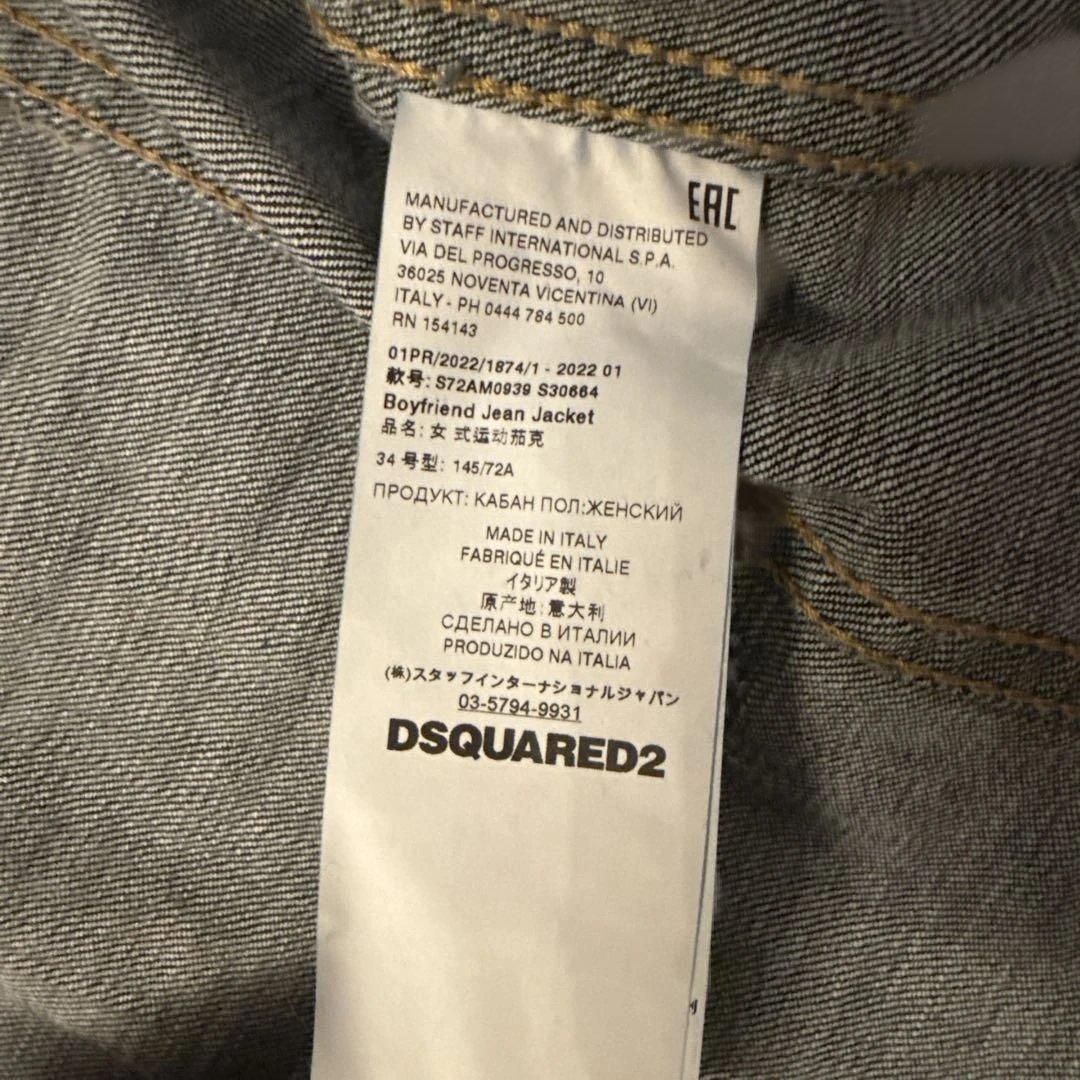 EAC
MANUFACTURED AND DISTRIBUTED
BY STAFF INTERNATIONAL S.P.A.
VIA DEL PROGRESSO, 10
36025 NOVENTA VICENTINA (VI)
ITALY - PH 0444 784 500
RN 154143
01PR/2022/1874/1 - 2022 01
款号: S72AM0939 S30664
Boyfriend Jean Jacket
品名: 女 式运动茄克
34 号型: 145/72A
ПРОДУКТ: КАБАН ПОЛ:ЖЕНСКИЙ
MADE IN ITALY
FABRIQUÉ EN ITALIE
イタリア製
原产地:意大利
СДЕЛАНО В ИТАЛИИ
PRODUZIDO NA ITALIA
(株)スタッフインターナショナルジャパン
03-5794-9931
DSQUARED2